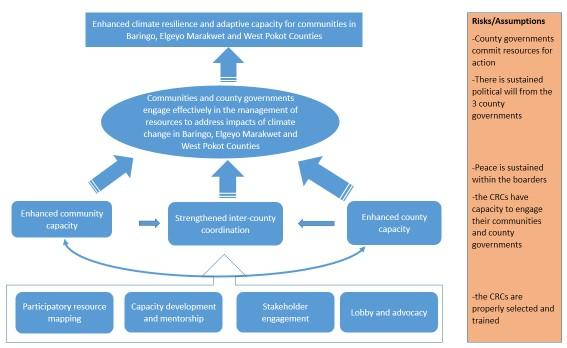 Enhanced climate resilience and adaptive capacity for communities in
Baringo, Elgeyo Marakwet and West Pokot Counties
Communities and county governments
engage effectively in the management of
resources to address impacts of climate
change in Baringo, Elgeyo Marakwet and
West Pokot Counties
Enhanced community
capacity
Strengthened inter-county
coordination
Enhanced county
capacity
Participatory resource
mapping
Capacity development
and mentorship
Stakeholder
engagement
Lobby and advocacy
Risks/Assumptions
-County governments
commit resources for
action
-There is sustained
political will from the
3 county
governments
-Peace is sustained
within the boarders
-the CRCs have
capacity to engage
their communities
and county
governments
-the CRCs are
properly selected and
trained